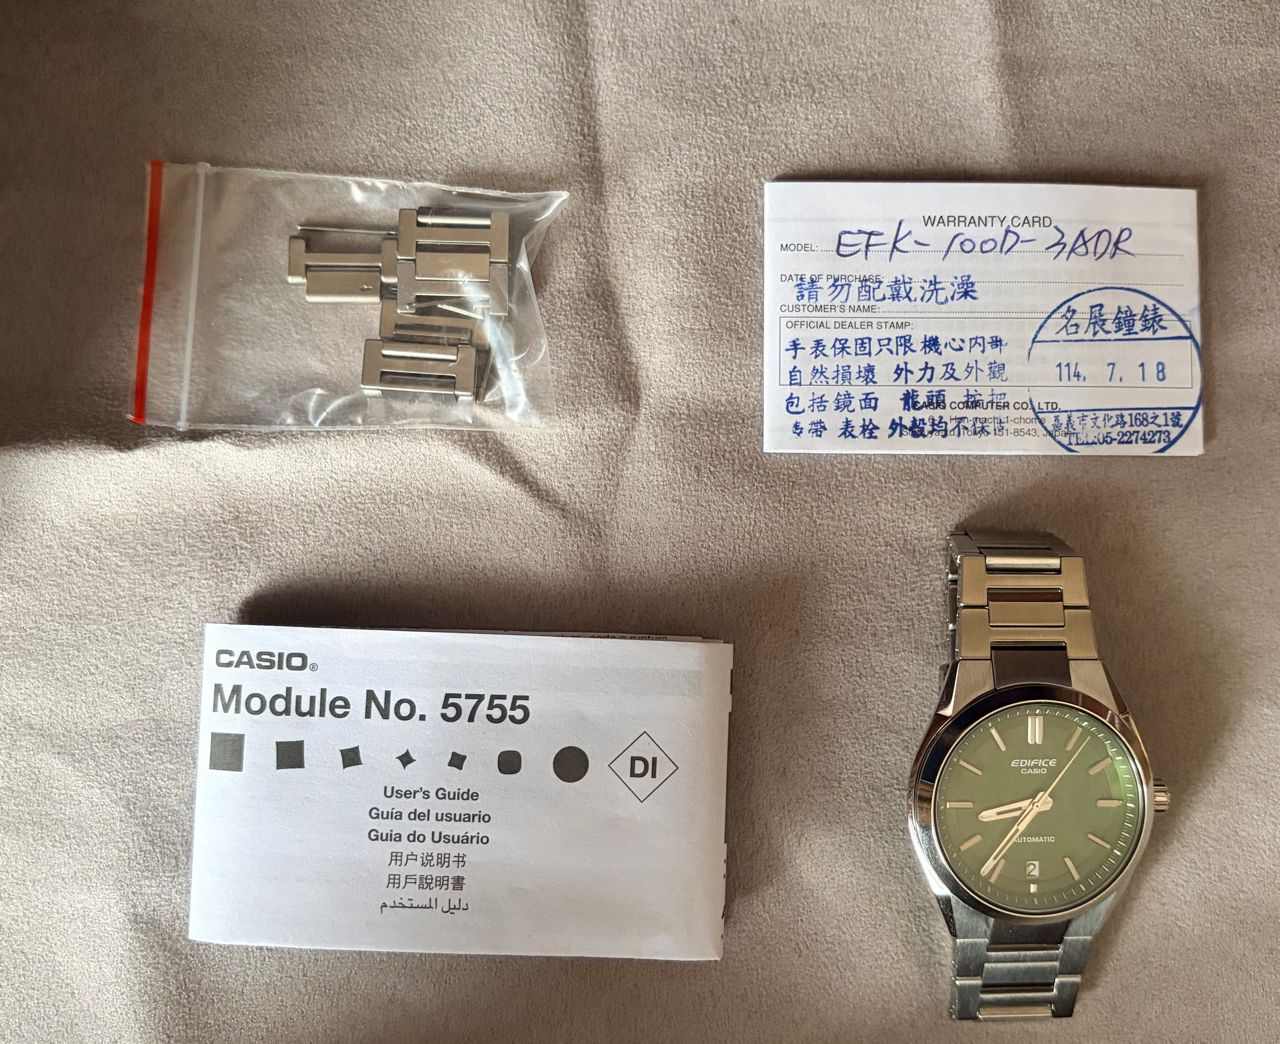 WARRANTY CARD
MODEL: EFK-100D-3ADR
DATE OF PURCHASE:
請勿配戴洗澡
CUSTOMER'S NAME:
OFFICIAL DEALER STAMP:
手表保固只限機心內部
自然損壞 外力及外觀
包括鏡面 龍頭 按把
CASIO COMPUTER CO., LTD.
表栓 外殼均不保固
名展鐘錶
114. 7. 18
嘉義市文化路168之1號
TEL:05-2274273
CASIO®
Module No. 5755
DI
User's Guide
Guía del usuario
Guia do Usuário
用户说明书
用戶說明書
دليل المستخدم
EDIFICE
CASIO
AUTOMATIC
2